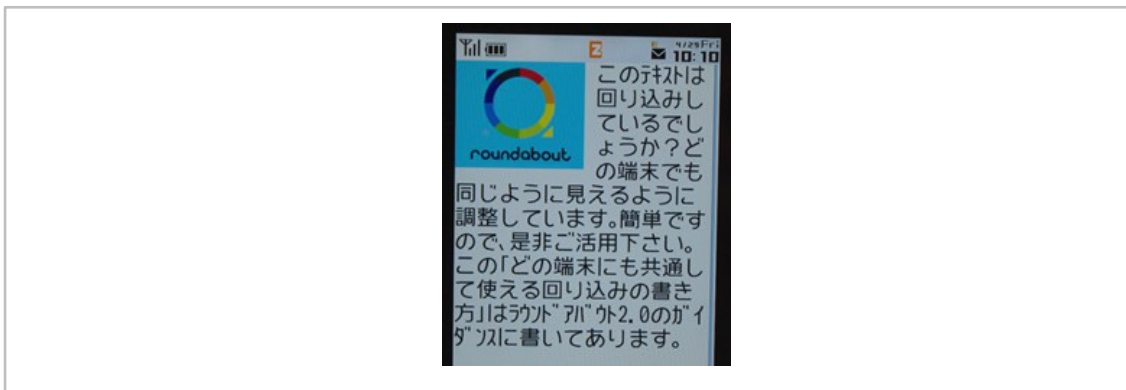 4/29Fri
10:10
roundabout
このﾃｷｽﾄは
回り込みし
ているでし
ょうか？ど
の端末でも
同じように見えるように
調整しています。簡単です
ので、是非ご活用下さい。
この｢どの端末にも共通し
て使える回り込みの書き
方｣はﾗｳﾝﾄﾞｱﾊﾞｳﾄ2.0のｶﾞｲ
ﾀﾞﾝｽに書いてあります。